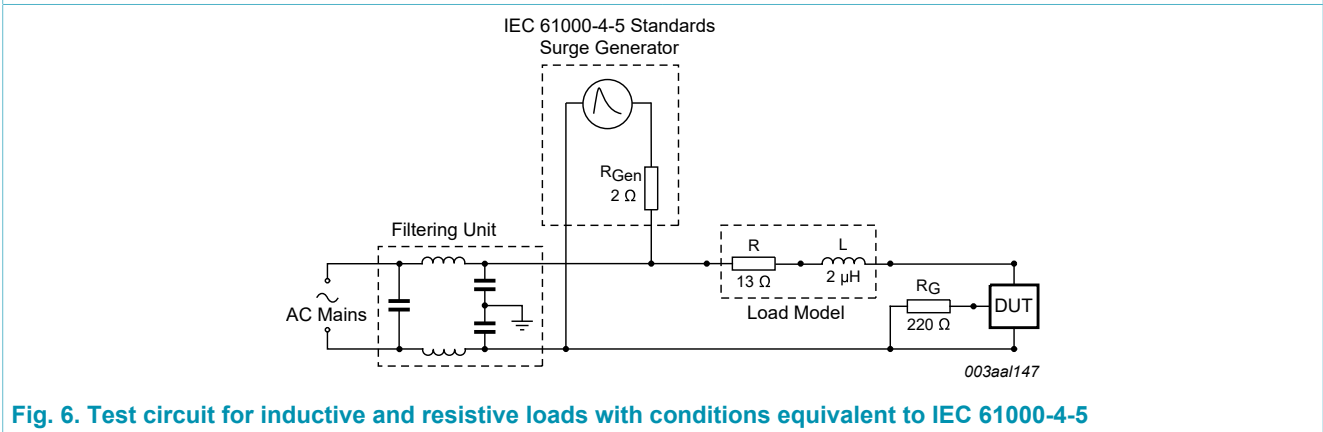 IEC 61000-4-5 Standards
Surge Generator
RGen
2 Ω
Filtering Unit
AC Mains
R
13 Ω
L
2 μH
Load Model
RG
220 Ω
DUT
003aal147
Fig. 6. Test circuit for inductive and resistive loads with conditions equivalent to IEC 61000-4-5